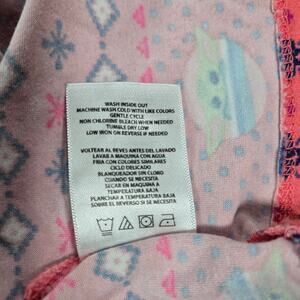 WASH INSIDE OUT
MACHINE WASH COLD WITH LIKE COLORS
GENTLE CYCLE
NON CHLORINE BLEACH WHEN NEEDED
TUMBLE DRY LOW
LOW IRON ON REVERSE IF NEEDED
VOLTEAR AL REVES ANTES DEL LAVADO
LAVAR A MAQUINA CON AGUA
FRIA CON COLORES SIMILARES
CICLO DELICADO
BLANQUEADOR SIN CLORO
CUANDO SE NECESITE
SECAR EN MAQUINA A
TEMPERATURA BAJA
PLANCHAR A TEMPERATURA BAJA
SOBRE EL REVERSO SI SE NECESITA